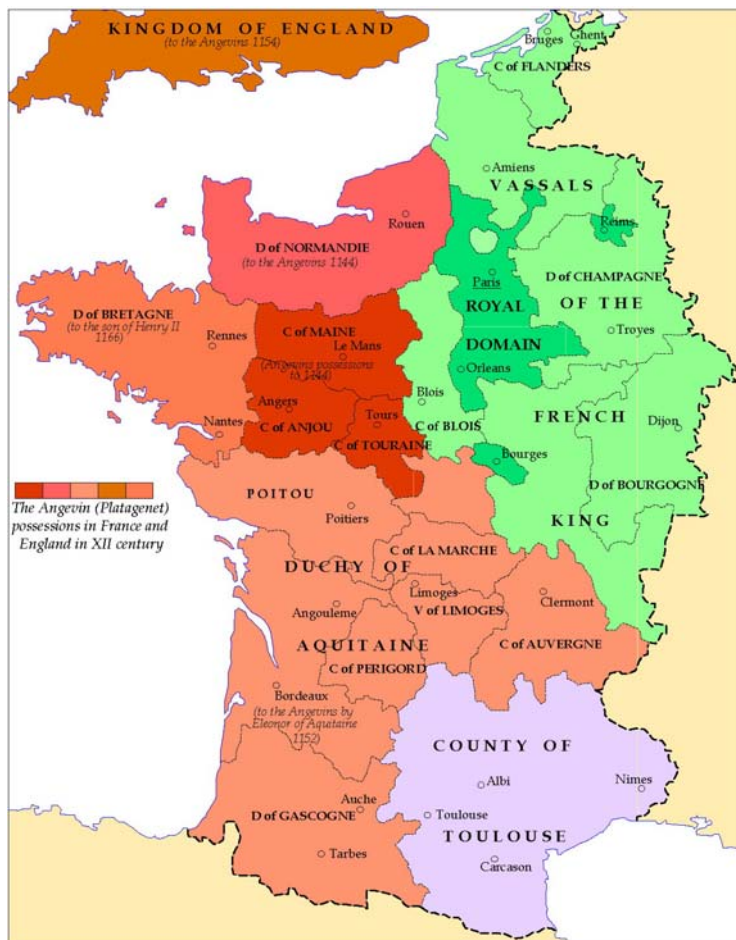 KINGDOM OF ENGLAND
(to the Angevins 1154)
Bruges
Ghent
C of FLANDERS
Amiens
VASSALS
Rouen
Reims
D of NORMANDIE
(to the Angevins 1144)
Paris
D of CHAMPAGNE
ROYAL
OF THE
D of BRETAGNE
(to the son of Henry II
1166)
Rennes
C of MAINE
Le Mans
(Angevins possessions
to 1144)
DOMAIN
Troyes
Orleans
Angers
Tours
Blois
FRENCH
Dijon
Nantes
C of ANJOU
C of TOURAINE
C of BLOIS
Bourges
D of BOURGOGNE
The Angevin (Platagenet)
possessions in France and
England in XII century
POITOU
Poitiers
KING
C of LA MARCHE
DUCHY OF
Limoges
Clermont
Angouleme
V of LIMOGES
AQUITAINE
C of AUVERGNE
C of PERIGORD
Bordeaux
(to the Angevins by
Eleonor of Aquitaine
1152)
COUNTY OF
Albi
Nimes
Auche
D of GASCOGNE
Toulouse
TOULOUSE
Tarbes
Carcason